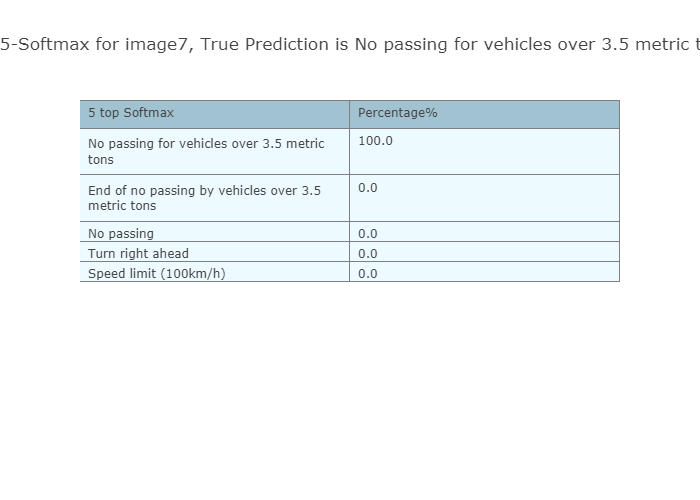 5-Softmax for image7, True Prediction is No passing for vehicles over 3.5 metric
5 top Softmax Percentage%
No passing for vehicles over 3.5 metric 100.0
tons
End of no passing by vehicles over 3.5 0.0
metric tons
No passing 0.0
Turn right ahead 0.0
Speed limit (100km/h) 0.0